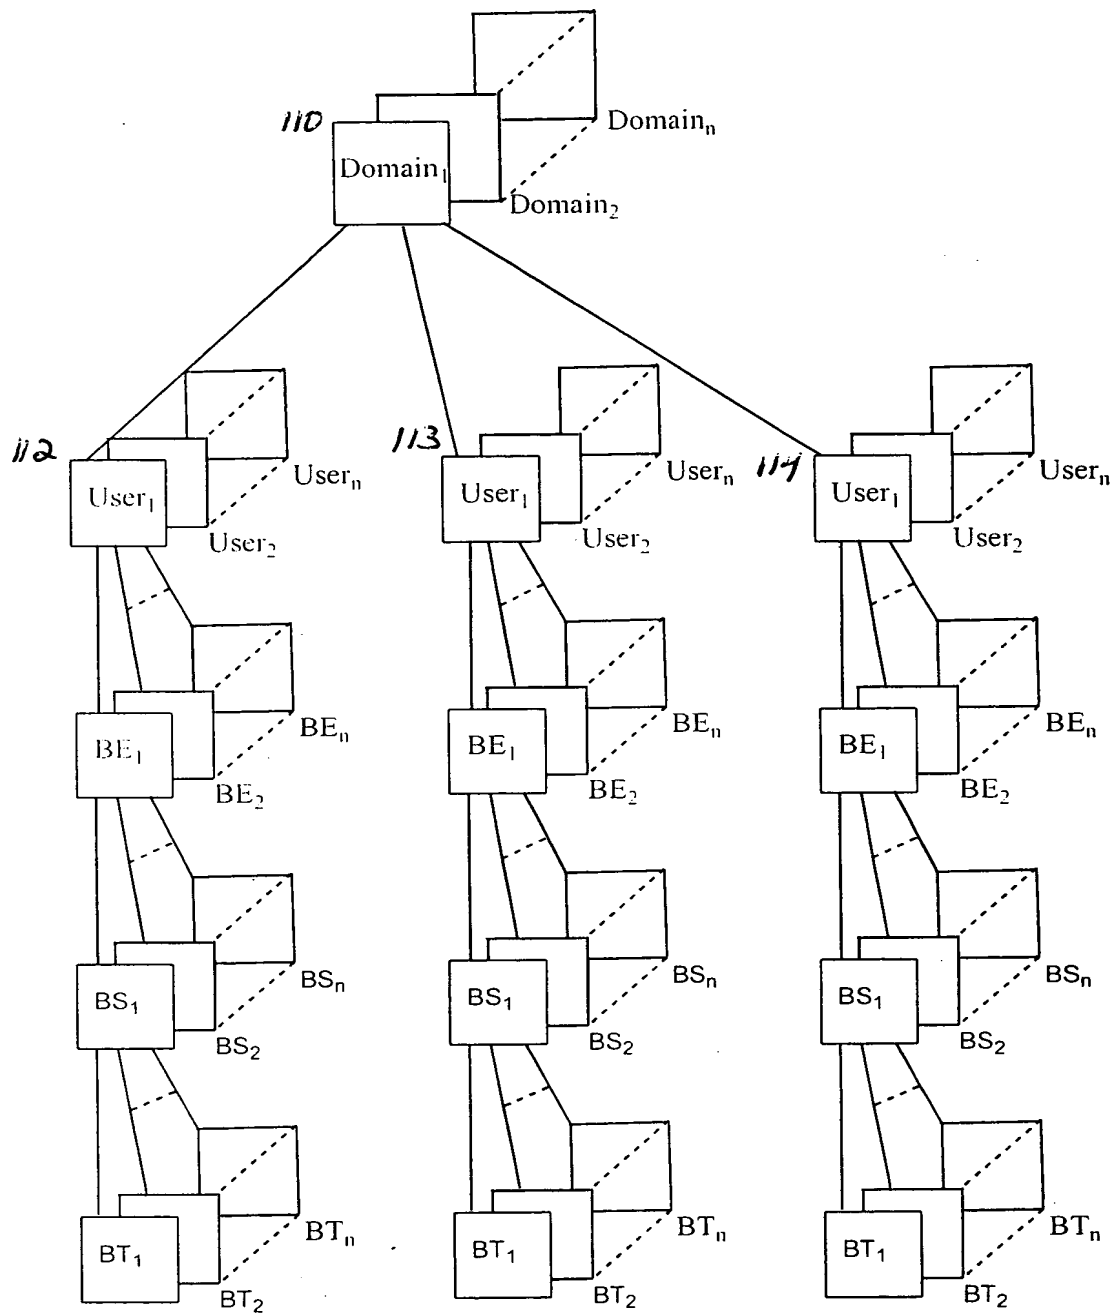 110
Domain₁
Domain₂
Domainₙ
112
User₁
User₂
Userₙ
BE₁
BE₂
BEₙ
BS₁
BS₂
BSₙ
BT₁
BT₂
BTₙ
113
User₁
User₂
Userₙ
BE₁
BE₂
BEₙ
BS₁
BS₂
BSₙ
BT₁
BT₂
BTₙ
114
User₁
User₂
Userₙ
BE₁
BE₂
BEₙ
BS₁
BS₂
BSₙ
BT₁
BT₂
BTₙ